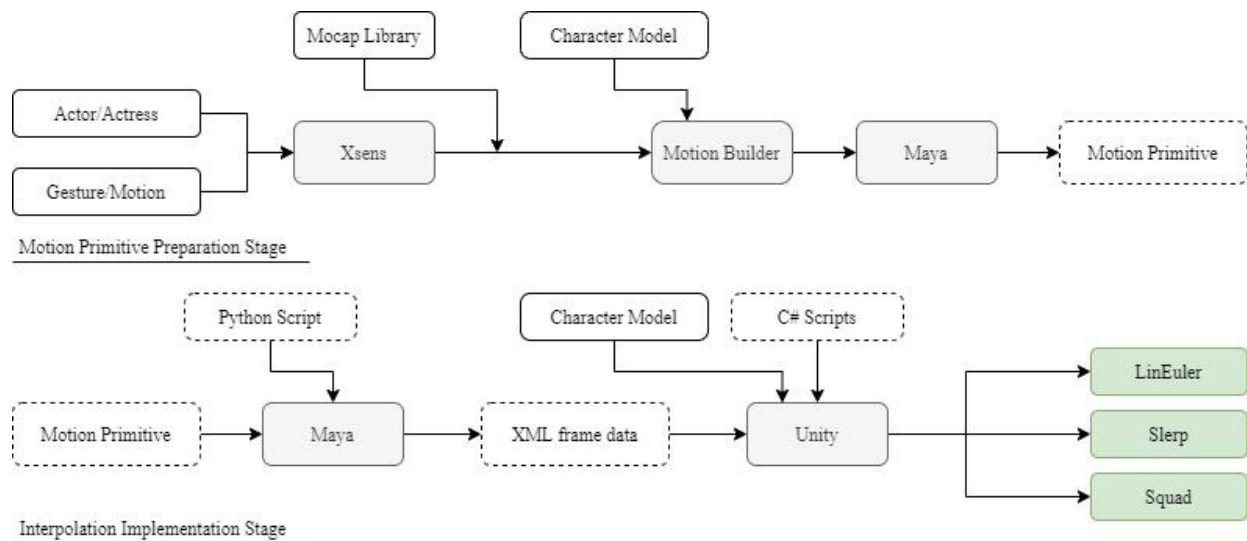 Mocap Library
Character Model
Actor/Actress
Xsens
Motion Builder
Maya
Motion Primitive
Gesture/Motion
Motion Primitive Preparation Stage
Python Script
Character Model
C# Scripts
LinEuler
Motion Primitive
Maya
XML frame data
Unity
Slerp
Squad
Interpolation Implementation Stage